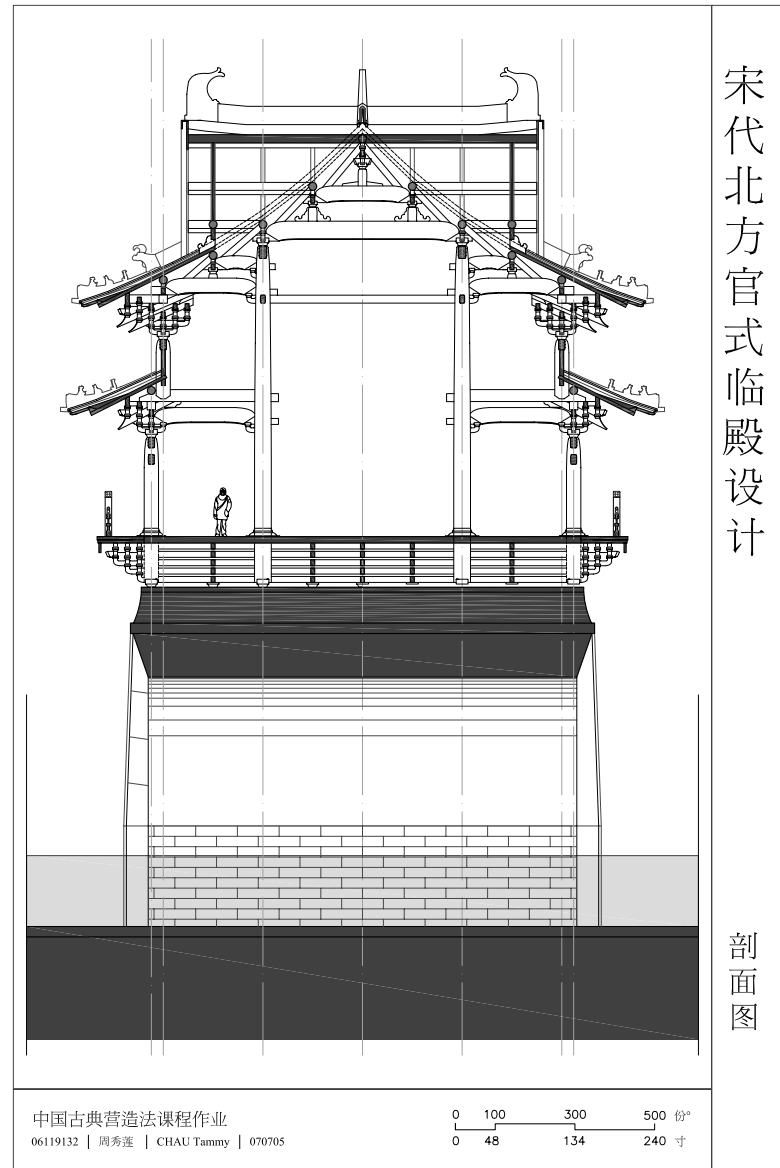 宋代北方官式临殿设计
剖面图
中国古典营造法课程作业
06119132 | 周秀莲 | CHAU Tammy | 070705
0 100 300 500 份°
0 48 134 240 寸